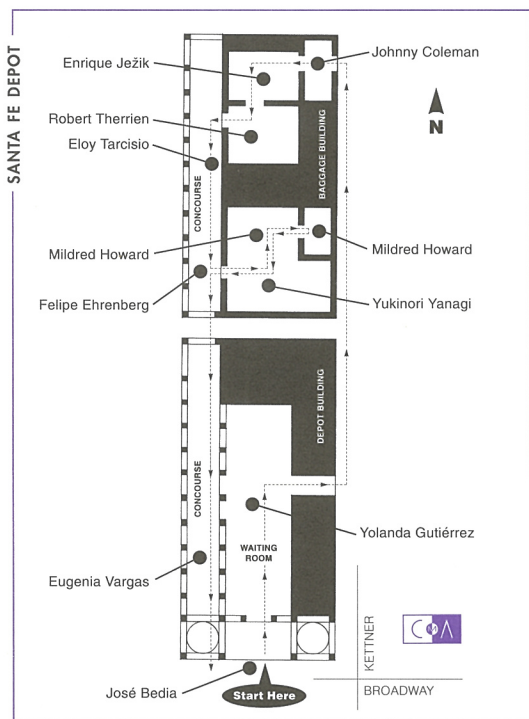 SANTA FE DEPOT
Enrique Ježik
Johnny Coleman
Robert Therrien
Eloy Tarcisio
N
BAGGAGE BUILDING
CONCOURSE
Mildred Howard
Mildred Howard
Felipe Ehrenberg
Yukinori Yanagi
DEPOT BUILDING
CONCOURSE
Yolanda Gutiérrez
WAITING
ROOM
Eugenia Vargas
KETTNER
CMA
José Bedia
Start Here
BROADWAY